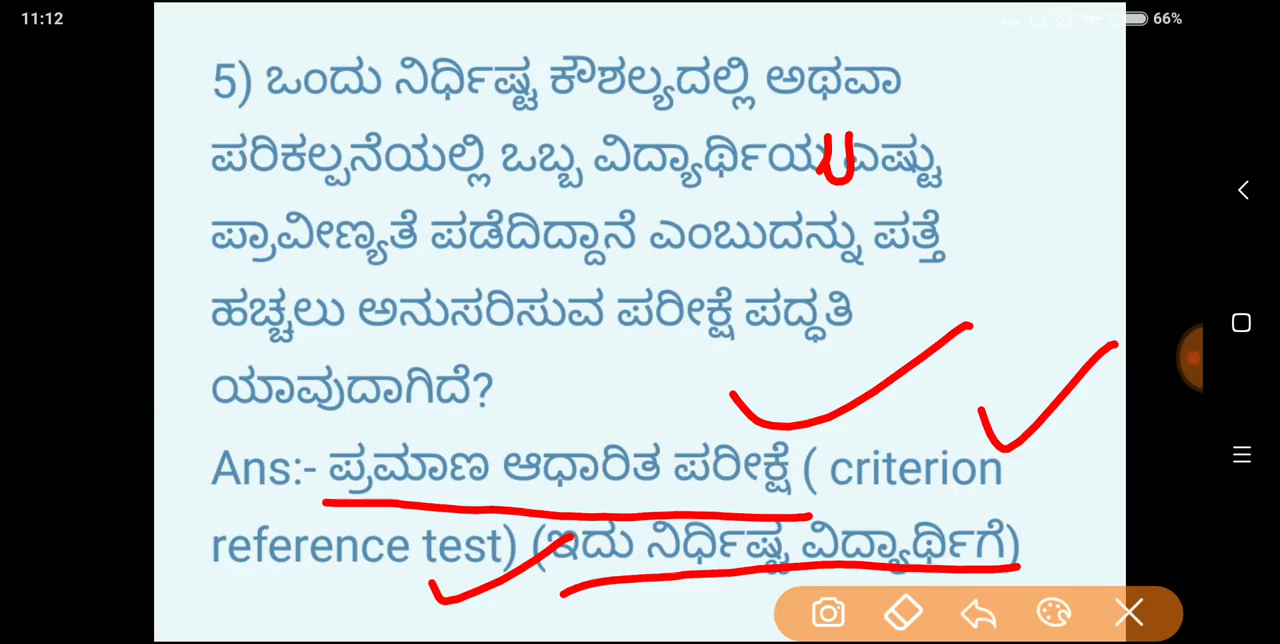 11:12
66%
5) ಒಂದು ನಿರ್ಧಿಷ್ಟ ಕೌಶಲ್ಯದಲ್ಲಿ ಅಥವಾ
ಪರಿಕಲ್ಪನೆಯಲ್ಲಿ ಒಬ್ಬ ವಿದ್ಯಾರ್ಥಿಯು ಎಷ್ಟು
ಪ್ರಾವೀಣ್ಯತೆ ಪಡೆದಿದ್ದಾನೆ ಎಂಬುದನ್ನು ಪತ್ತೆ
ಹಚ್ಚಲು ಅನುಸರಿಸುವ ಪರೀಕ್ಷೆ ಪದ್ಧತಿ
ಯಾವುದಾಗಿದೆ?
Ans:- ಪ್ರಮಾಣ ಆಧಾರಿತ ಪರೀಕ್ಷೆ ( criterion
reference test) (ಇದು ನಿರ್ಧಿಷ್ಟ ವಿದ್ಯಾರ್ಥಿಗೆ)